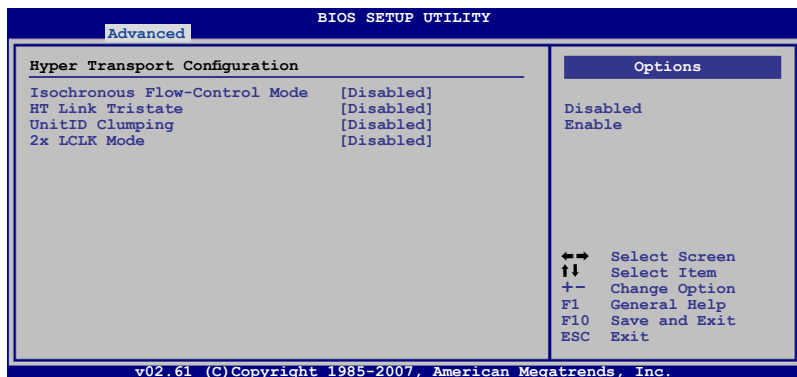 BIOS SETUP UTILITY
Advanced
Hyper Transport Configuration
Isochronous Flow-Control Mode [Disabled]
HT Link Tristate [Disabled]
UnitID Clumping [Disabled]
2x LCLK Mode [Disabled]
Options
Disabled
Enable
←→ Select Screen
↑↓ Select Item
+- Change Option
F1 General Help
F10 Save and Exit
ESC Exit
v02.61 (C)Copyright 1985-2007, American Megatrends, Inc.